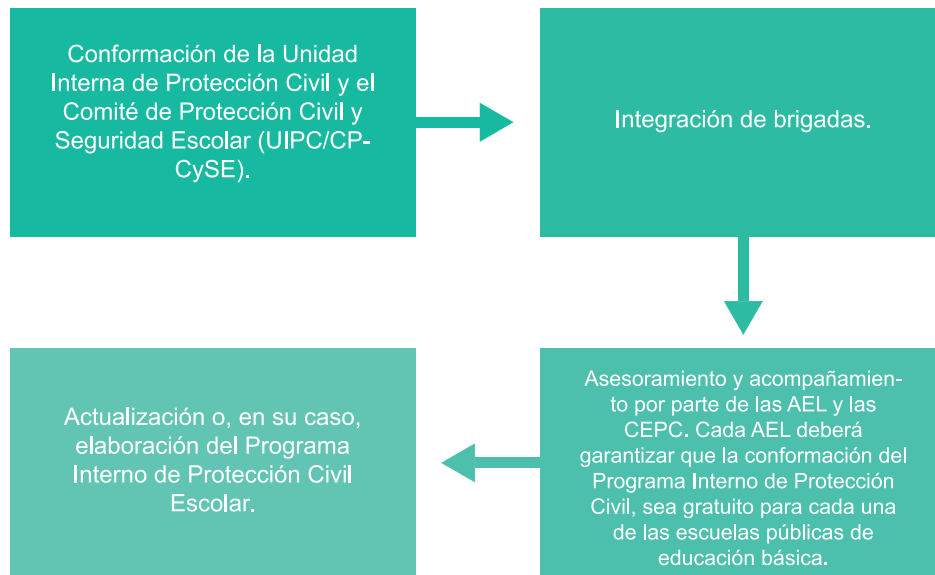 Conformación de la Unidad
Interna de Protección Civil y el
Comité de Protección Civil y
Seguridad Escolar (UIPC/CP-
CySE).
Integración de brigadas.
Asesoramiento y acompañamien-
to por parte de las AEL y las
CEPC. Cada AEL deberá
garantizar que la conformación del
Programa Interno de Protección
Civil, sea gratuito para cada una
de las escuelas públicas de
educación básica.
Actualización o, en su caso,
elaboración del Programa
Interno de Protección Civil
Escolar.